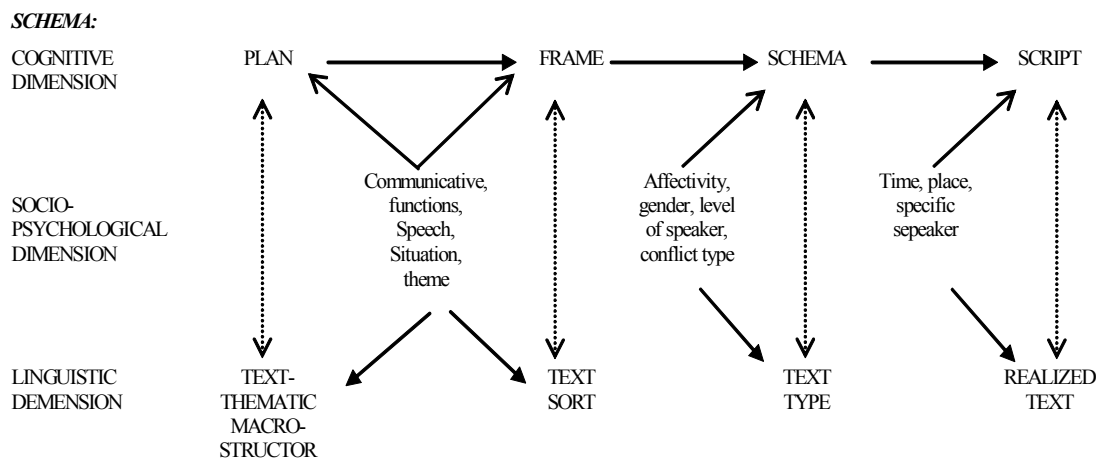 SCHEMA:
COGNITIVE
DIMENSION
PLAN
FRAME
SCHEMA
SCRIPT
SOCIO-
PSYCHOLOGICAL
DIMENSION
Communicative,
functions,
Speech,
Situation,
theme
Affectivity,
gender, level
of speaker,
conflict type
Time, place,
specific
sepeaker
LINGUISTIC
DEMENSION
TEXT-
THEMATIC
MACRO-
STRUCTOR
TEXT
SORT
TEXT
TYPE
REALIZED
TEXT